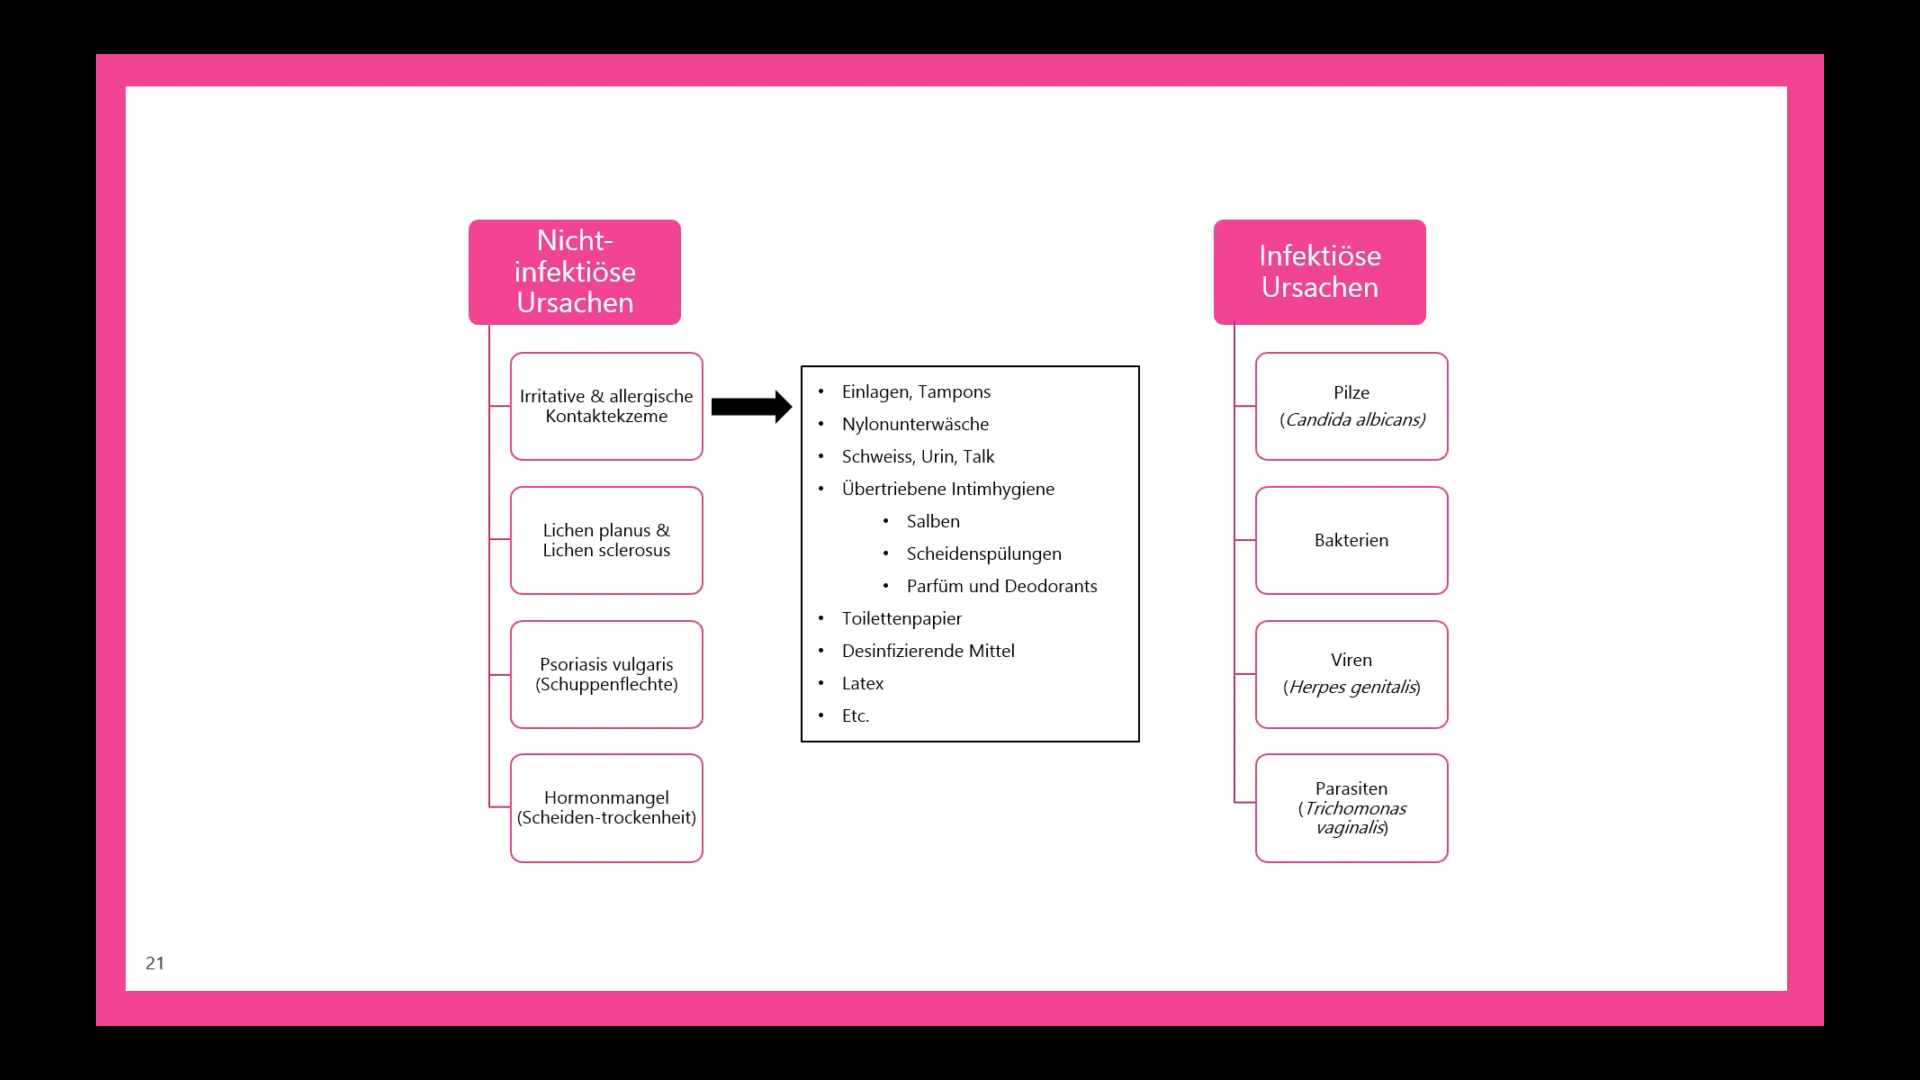 Nicht-
infektiöse
Ursachen
Irritative & allergische
Kontaktekzeme
Lichen planus &
Lichen sclerosus
Psoriasis vulgaris
(Schuppenflechte)
Hormonmangel
(Scheiden-trockenheit)
• Einlagen, Tampons
• Nylonunterwäsche
• Schweiss, Urin, Talk
• Übertriebene Intimhygiene
• Salben
• Scheidenspülungen
• Parfüm und Deodorants
• Toilettenpapier
• Desinfizierende Mittel
• Latex
• Etc.
Infektiöse
Ursachen
Pilze
(Candida albicans)
Bakterien
Viren
(Herpes genitalis)
Parasiten
(Trichomonas
vaginalis)
21